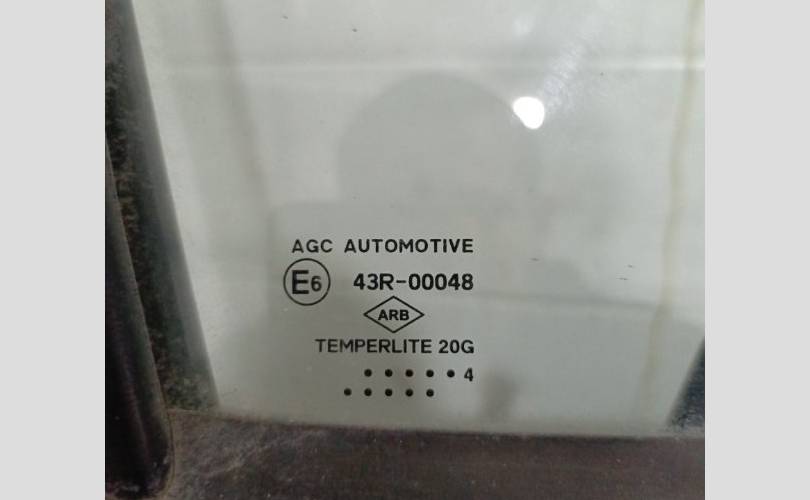 AGC AUTOMOTIVE
E6 43R-00048
ARB
TEMPERLITE 20G
• • • • • 4
• • • • •